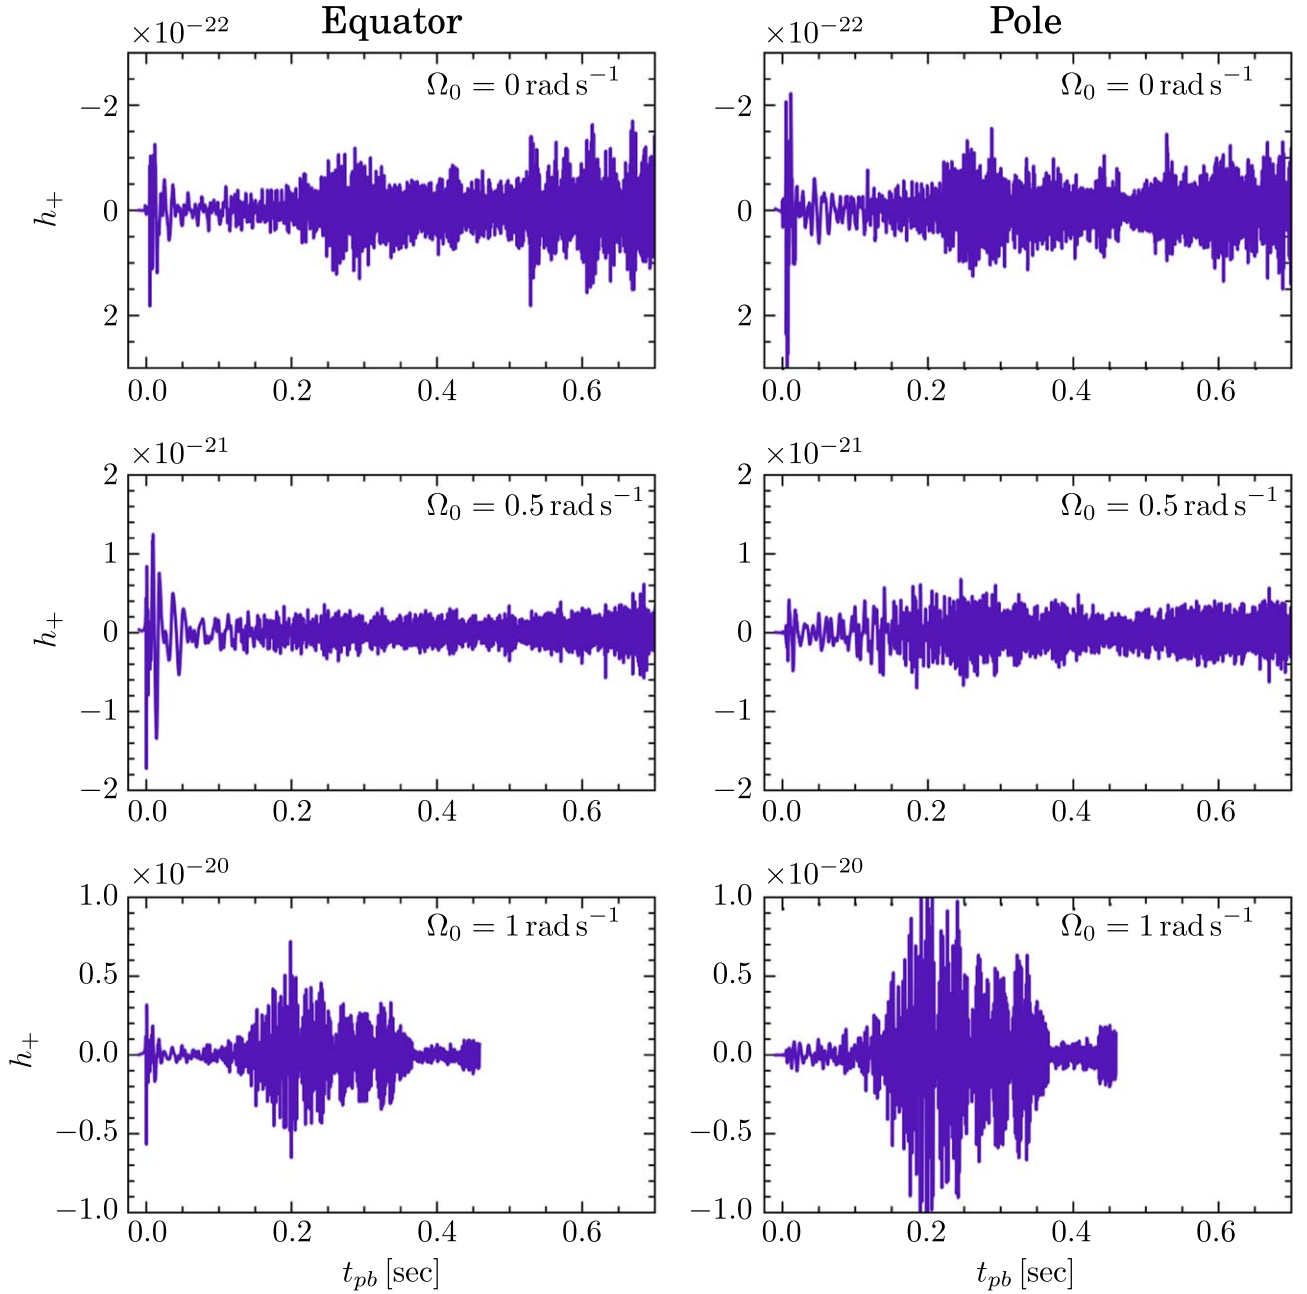 Equator Pole
×10−22 ×10−22
Ω0 = 0 rad s−1 Ω0 = 0 rad s−1
−2 −2
h+ 0 0
2 2
0.0 0.2 0.4 0.6 0.0 0.2 0.4 0.6
×10−21 ×10−21
2 2
Ω0 = 0.5 rad s−1 Ω0 = 0.5 rad s−1
1 1
h+ 0 0
−1 −1
−2 −2
0.0 0.2 0.4 0.6 0.0 0.2 0.4 0.6
×10−20 ×10−20
1.0 1.0
Ω0 = 1 rad s−1 Ω0 = 1 rad s−1
0.5 0.5
h+ 0.0 0.0
−0.5 −0.5
−1.0 −1.0
0.0 0.2 0.4 0.6 0.0 0.2 0.4 0.6
tpb [sec] tpb [sec]